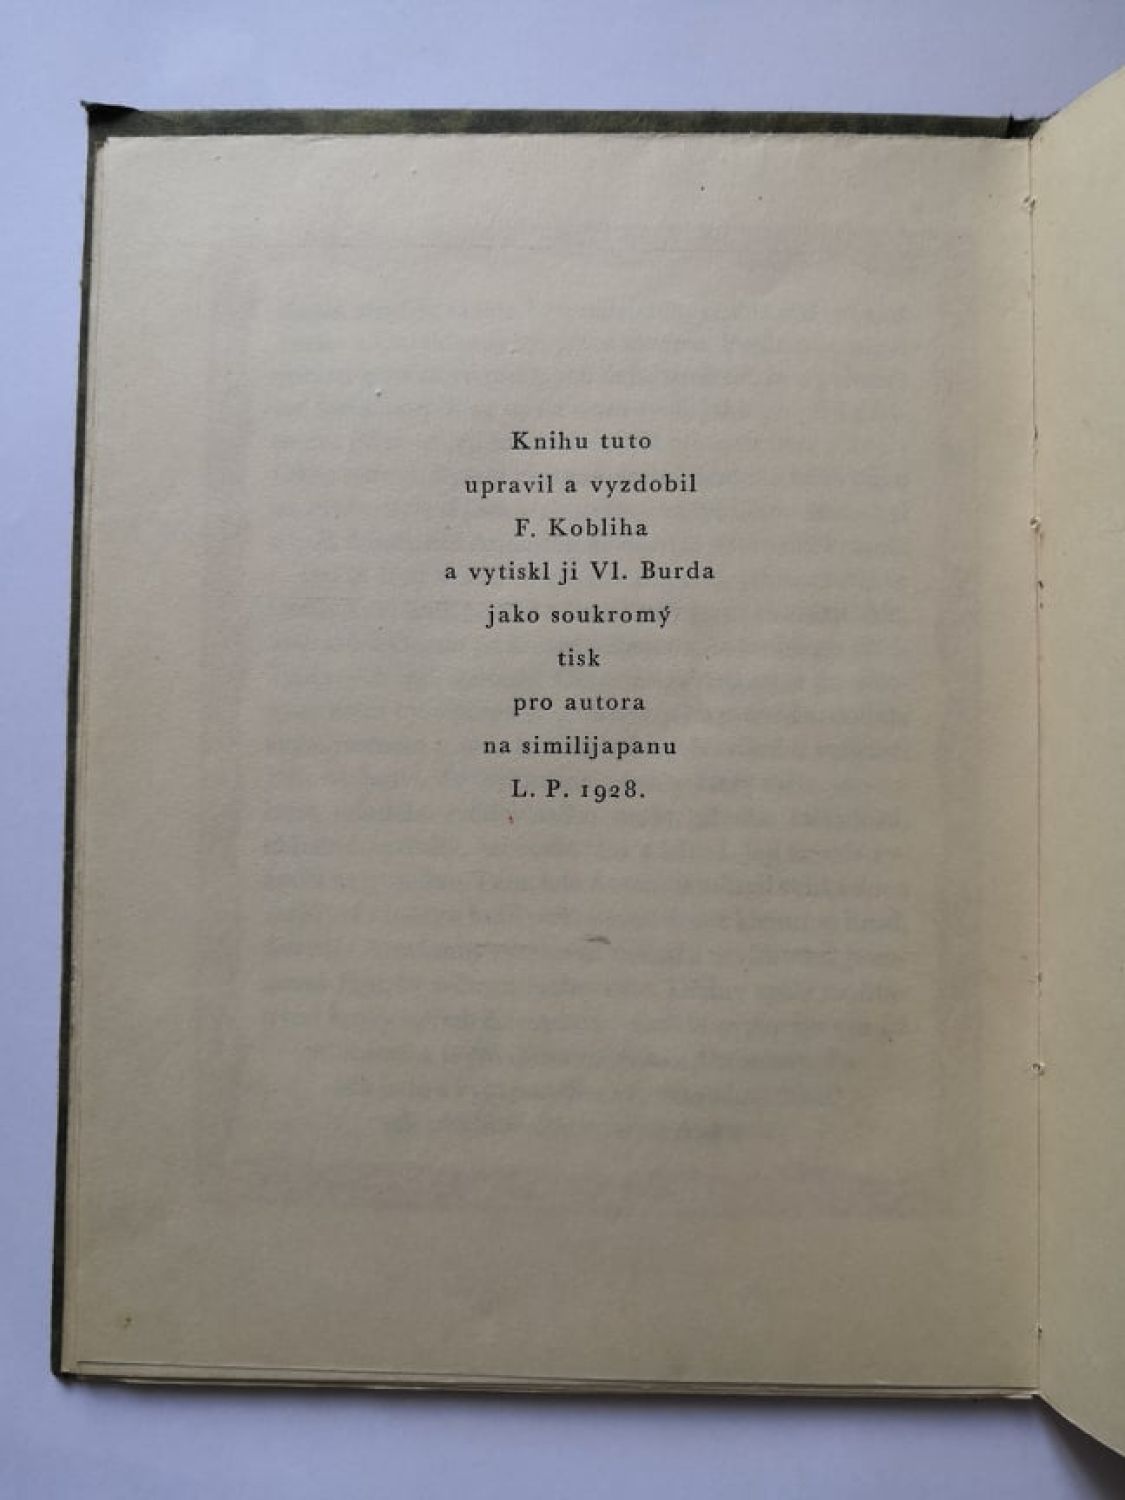 Knihu tuto
upravil a vyzdobil
F. Kobliha
a vytiskl ji Vl. Burda
jako soukromý
tisk
pro autora
na similijapanu
L. P. 1928.